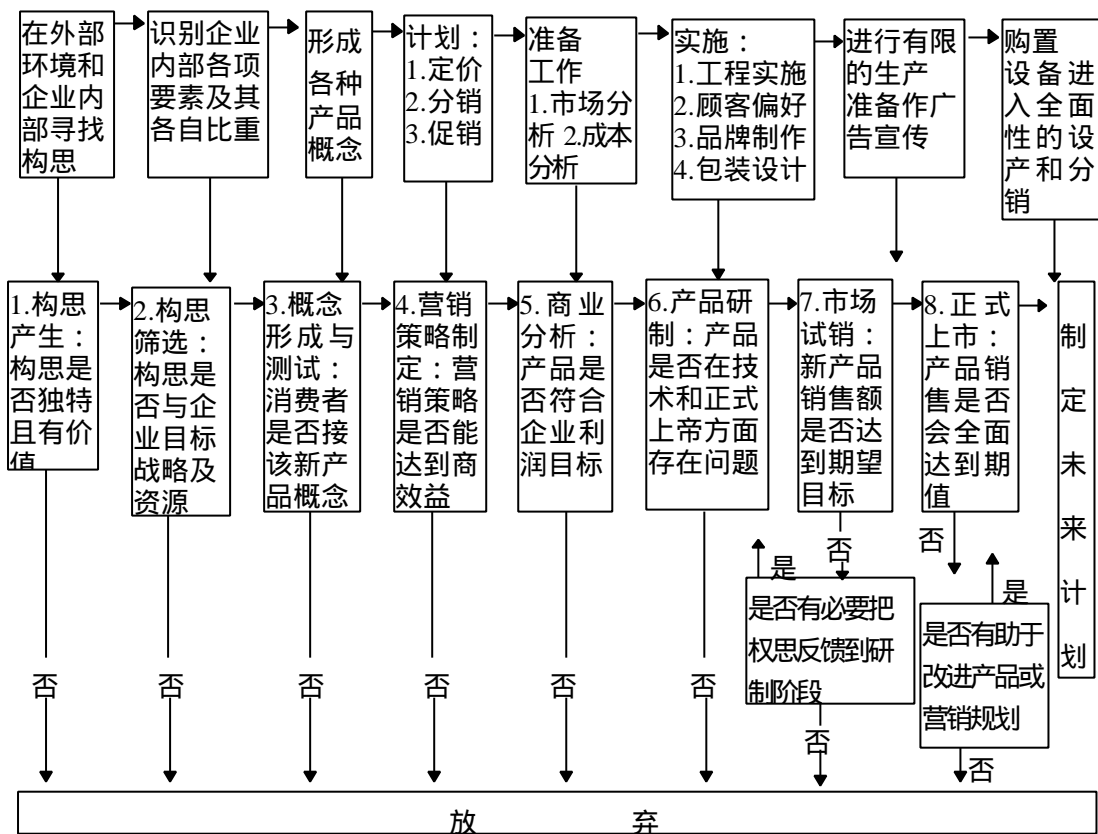 在外部
环境和
企业内
部寻找
构思
识别企业
内部各项
要素及其
各自比重
形成
各种
产品
概念
计划：
1.定价
2.分销
3.促销
准备
工作
1.市场分
析 2.成本
分析
实施：
1.工程实施
2.顾客偏好
3.品牌制作
4.包装设计
进行有限
的生产
准备作广
告宣传
购置
设备进
入全面
性的设
产和分
销
1.构思
产生：
构思是
否独特
且有价
值
2.构思
筛选：
构思是
否与企
业目标
战略及
资源
3.概念
形成与
测试：
消费者
是否接
该新产
品概念
4.营销
策略制
定：营
销策略
是否能
达到商
效益
5.商业
分析：
产品是
否符合
企业利
润目标
6.产品研
制：产品
是否在技
术和正式
上帝方面
存在问题
7.市场
试销：
新产品
销售额
是否达
到期望
目标
8.正式
上市：
产品销
售是否
会全面
达到期
值
制
定
未
来
计
划
否
否
是
是
是否有必要把
权思反馈到研
制阶段
是否有助于
改进产品或
营销规划
否
否
否
否
否
否
否
否
放 弃